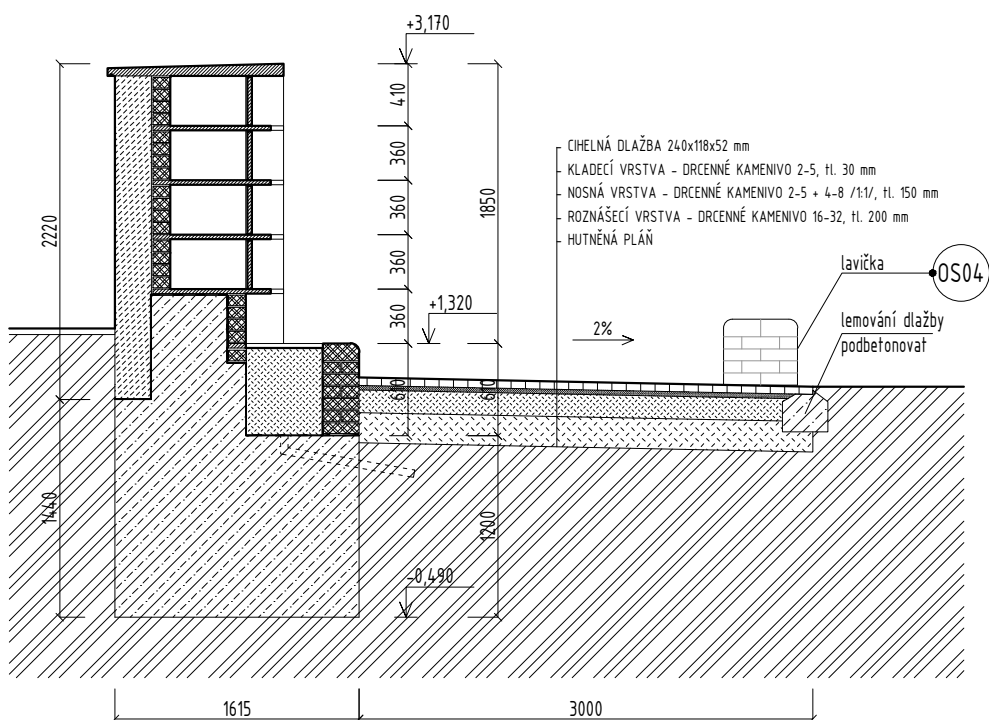 +3,170
410
360
360
360
360
1850
2220
CIHELNÁ DLAŽBA 240x118x52 mm
KLADECÍ VRSTVA - DRCENNÉ KAMENIVO 2-5, tl. 30 mm
NOSNÁ VRSTVA - DRCENNÉ KAMENIVO 2-5 + 4-8 /1:1/, tl. 150 mm
ROZNÁŠECÍ VRSTVA - DRCENNÉ KAMENIVO 16-32, tl. 200 mm
HUTNĚNÁ PLÁŇ
lavička
OS04
+1,320
2%
lemování dlažby
podbetonovat
610
610
1440
1200
-0,490
1615
3000